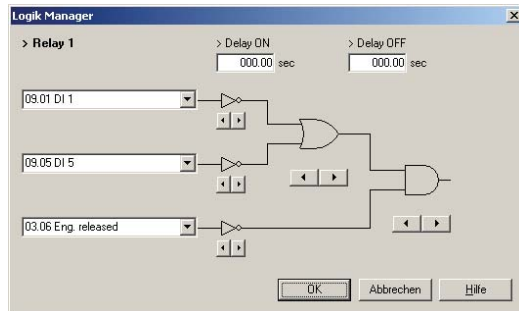 Logik Manager
> Relay 1
> Delay ON
> Delay OFF
000.00 sec
000.00 sec
09.01 DI 1
09.05 DI 5
03.06 Eng. released
OK
Abbrechen
Hilfe